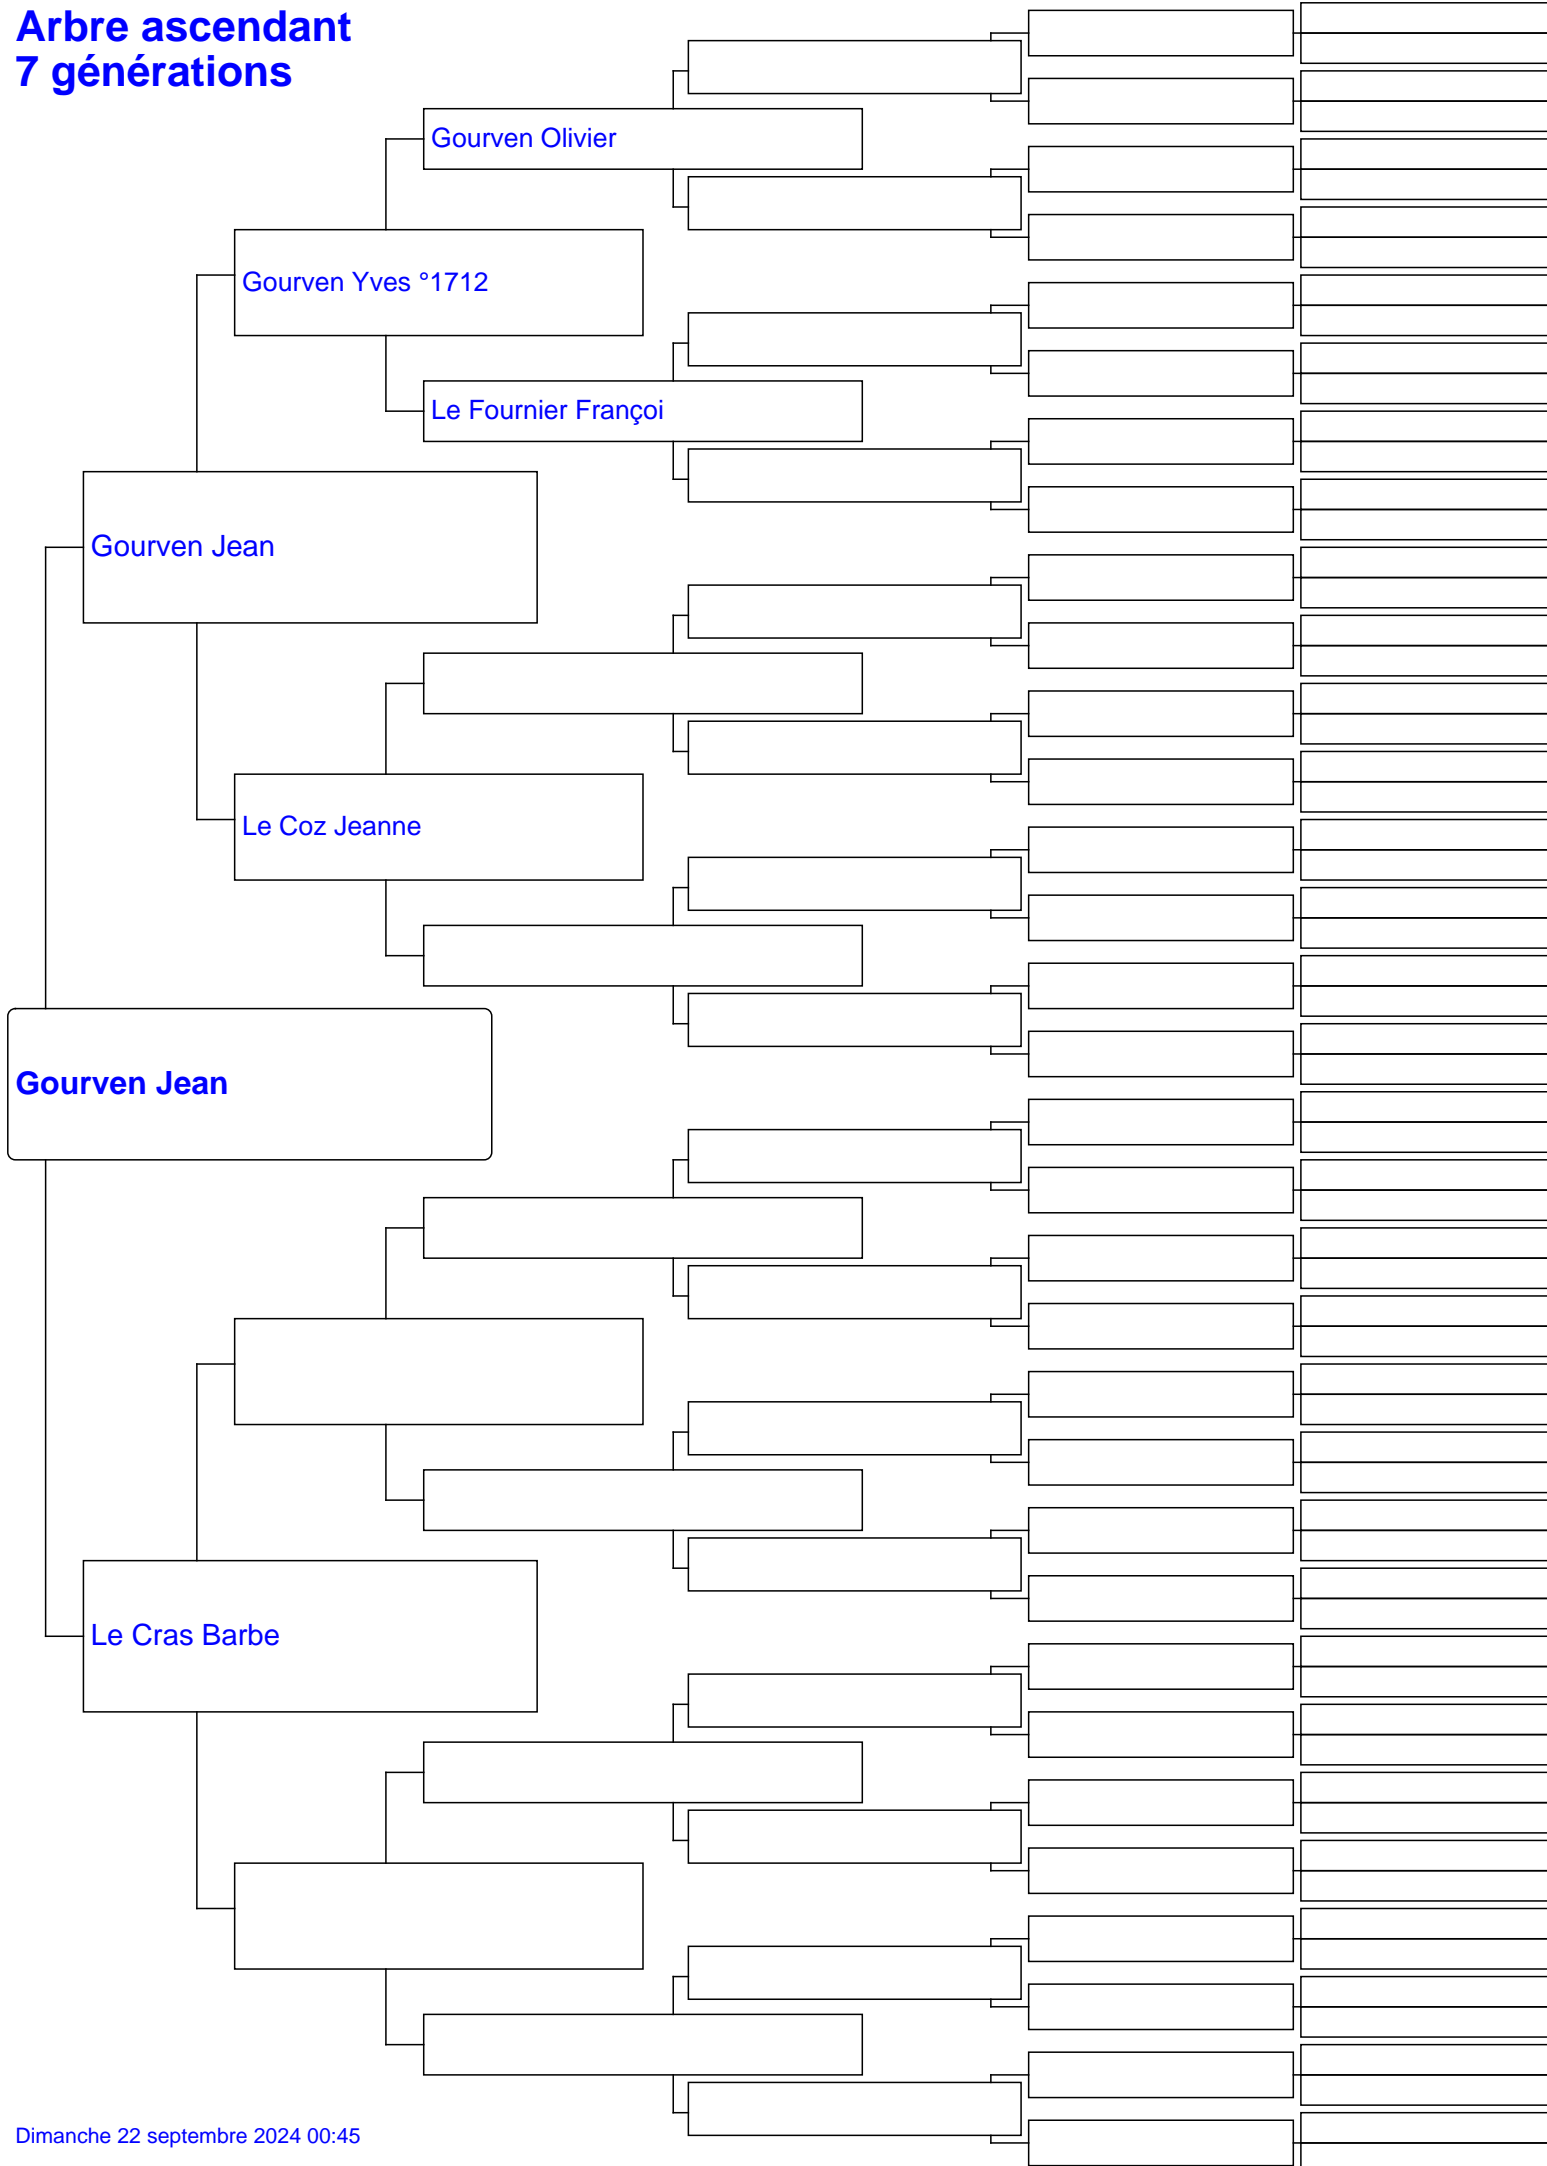 Arbre ascendant
7 générations
Gourven Olivier
Gourven Yves °1712
Le Fournier Françoi
Gourven Jean
Le Coz Jeanne
Gourven Jean
Le Cras Barbe
Dimanche 22 septembre 2024 00:45